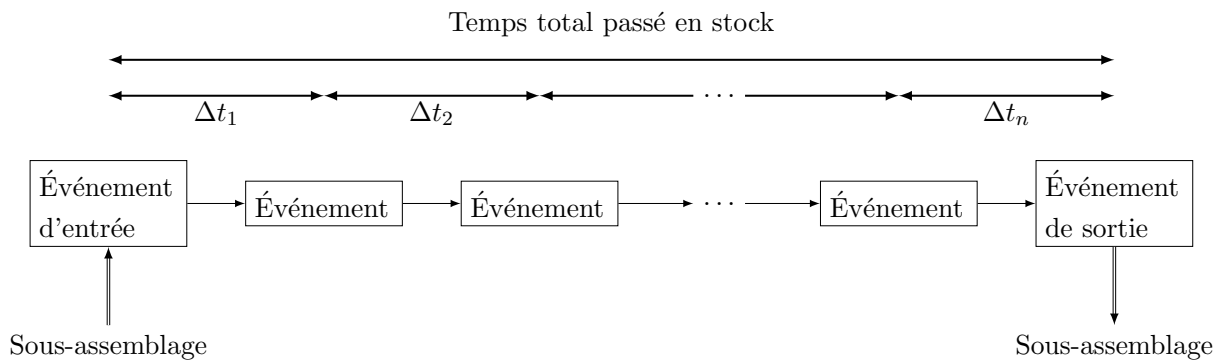 Temps total passé en stock
Δt₁ Δt₂ ··· Δtₙ
Événement
d'entrée
Événement
Événement
···
Événement
Événement
de sortie
Sous-assemblage
Sous-assemblage